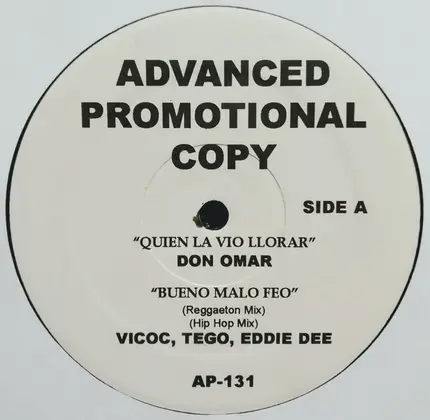 ADVANCED
PROMOTIONAL
COPY
SIDE A
"QUIEN LA VIO LLORAR"
DON OMAR
"BUENO MALO FEO"
(Reggaeton Mix)
(Hip Hop Mix)
VICOC, TEGO, EDDIE DEE
AP-131